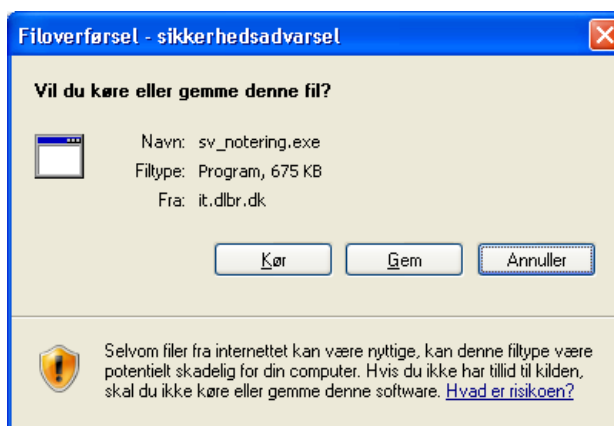 Filoverførsel - sikkerhedsadvarsel
Vil du køre eller gemme denne fil?
Navn: sv_notering.exe
Filtype: Program, 675 KB
Fra: it.dlbr.dk
Kør Gem Annuller
Selvom filer fra internettet kan være nyttige, kan denne filtype være
potentielt skadelig for din computer. Hvis du ikke har tillid til kilden,
skal du ikke køre eller gemme denne software. Hvad er risikoen?